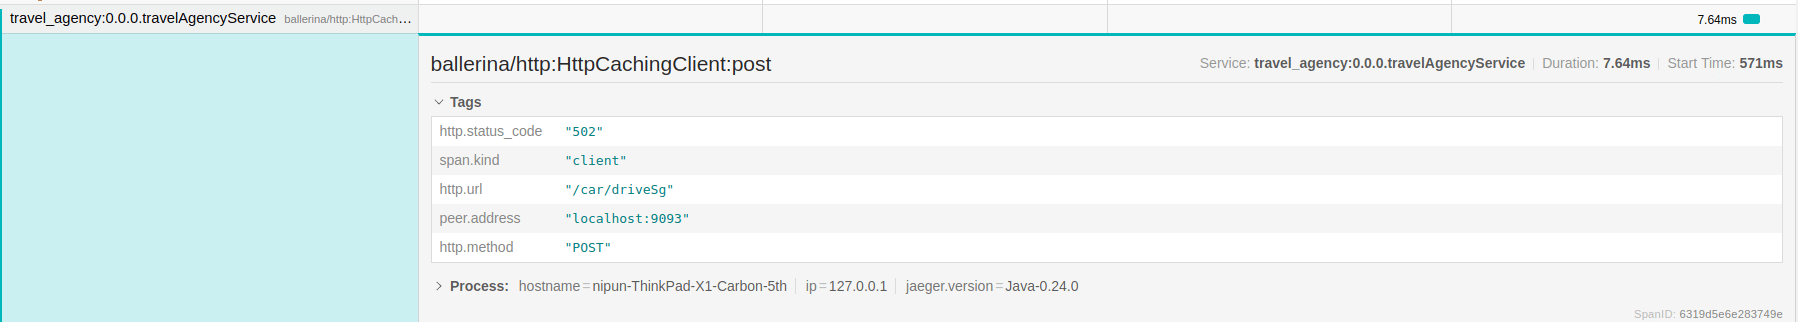 travel_agency:0.0.0.travelAgencyService ballerina/http:HttpCach... 7.64ms
ballerina/http:HttpCachingClient:post Service: travel_agency:0.0.0.travelAgencyService Duration: 7.64ms Start Time: 571ms
Tags
http.status_code "502"
span.kind "client"
http.url "/car/driveSg"
peer.address "localhost:9093"
http.method "POST"
Process: hostname = nipun-ThinkPad-X1-Carbon-5th ip = 127.0.0.1 jaeger.version = Java-0.24.0
SpanID: 6319d5e6e283749e